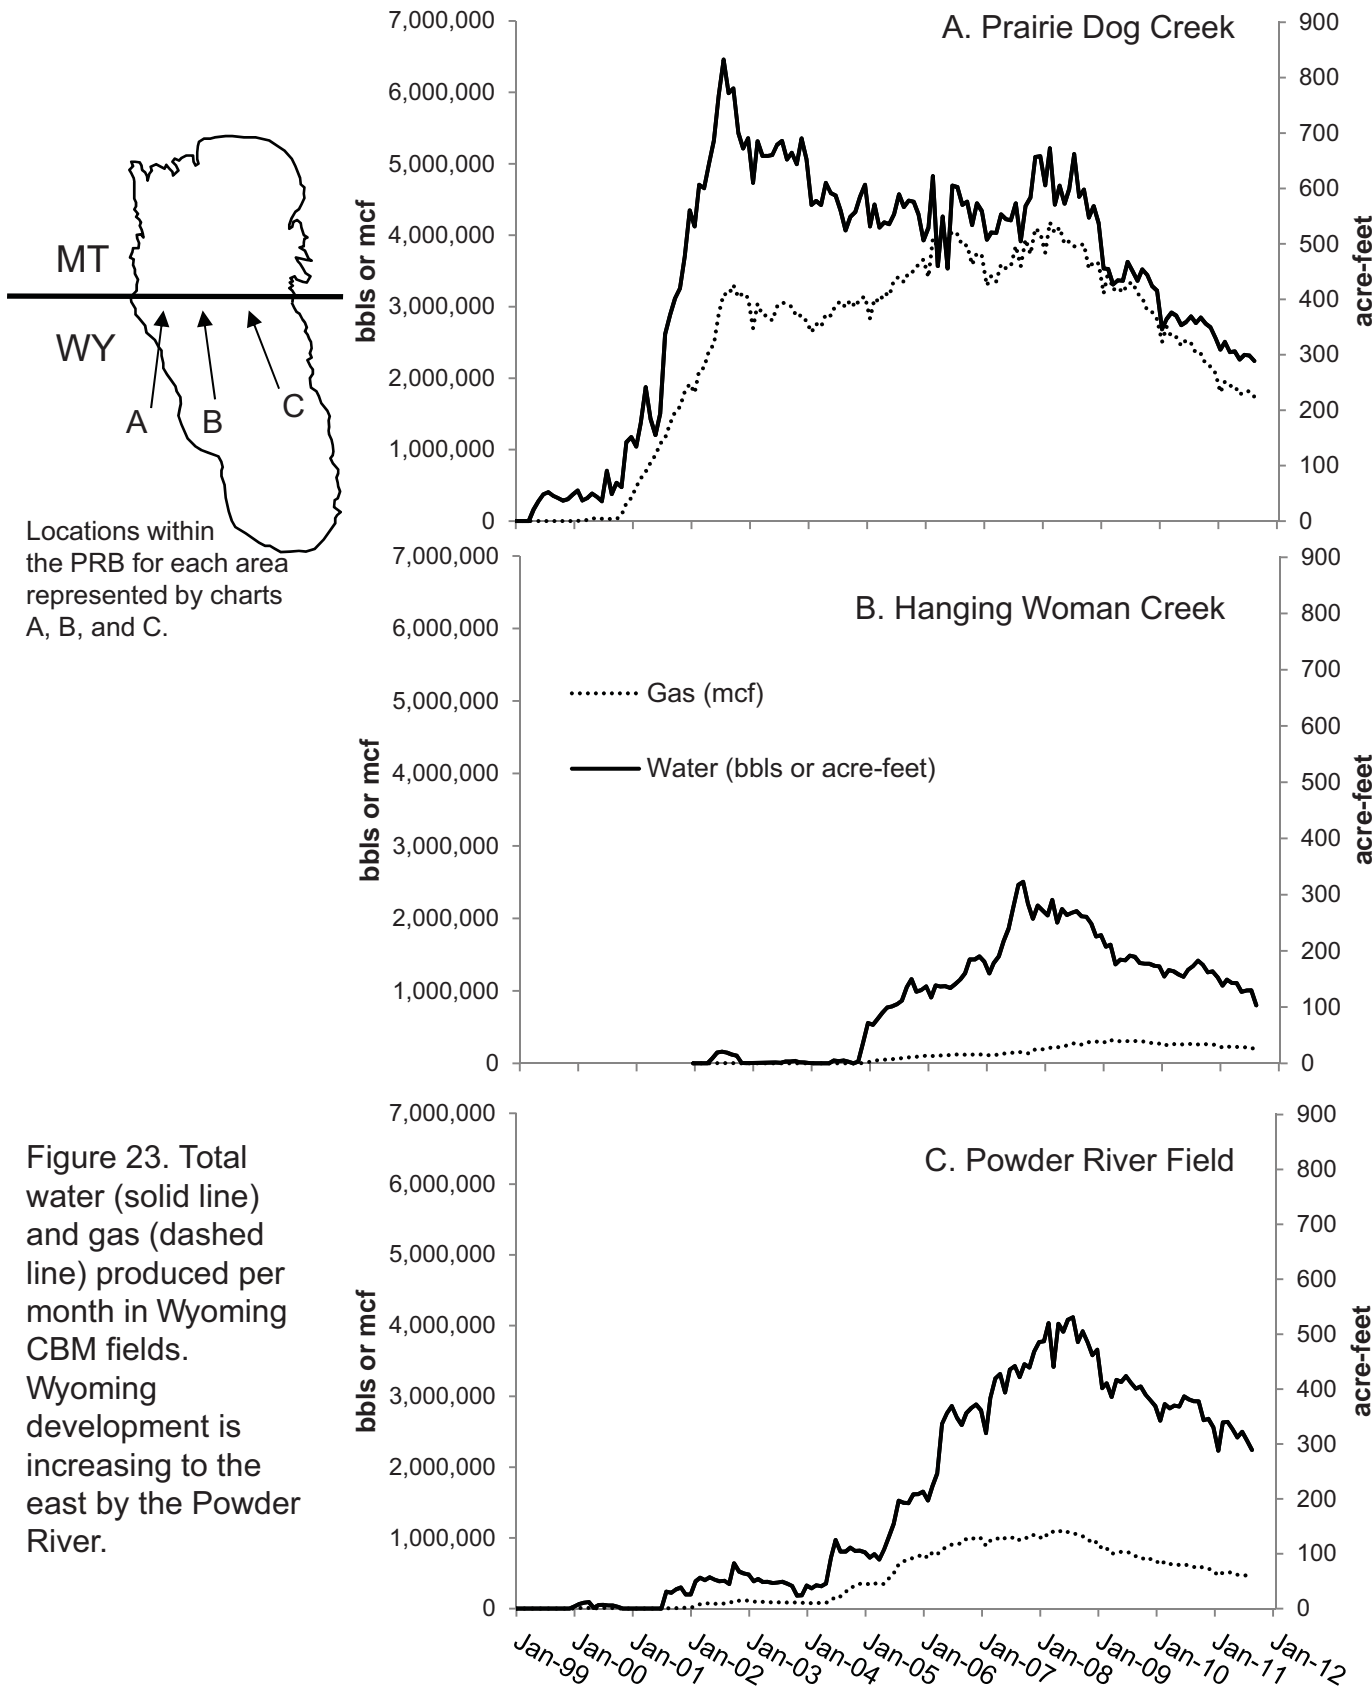 A. Prairie Dog Creek
7,000,000
6,000,000
5,000,000
4,000,000
3,000,000
2,000,000
1,000,000
0
bbls or mcf
900
800
700
600
500
400
300
200
100
0
acre-feet
MT
WY
A
B
C
Locations within
the PRB for each area
represented by charts
A, B, and C.
B. Hanging Woman Creek
7,000,000
6,000,000
5,000,000
4,000,000
3,000,000
2,000,000
1,000,000
0
bbls or mcf
Gas (mcf)
Water (bbls or acre-feet)
900
800
700
600
500
400
300
200
100
0
acre-feet
C. Powder River Field
7,000,000
6,000,000
5,000,000
4,000,000
3,000,000
2,000,000
1,000,000
0
bbls or mcf
900
800
700
600
500
400
300
200
100
0
acre-feet
Jan-99
Jan-00
Jan-01
Jan-02
Jan-03
Jan-04
Jan-05
Jan-06
Jan-07
Jan-08
Jan-09
Jan-10
Jan-11
Jan-12
Figure 23. Total
water (solid line)
and gas (dashed
line) produced per
month in Wyoming
CBM fields.
Wyoming
development is
increasing to the
east by the Powder
River.